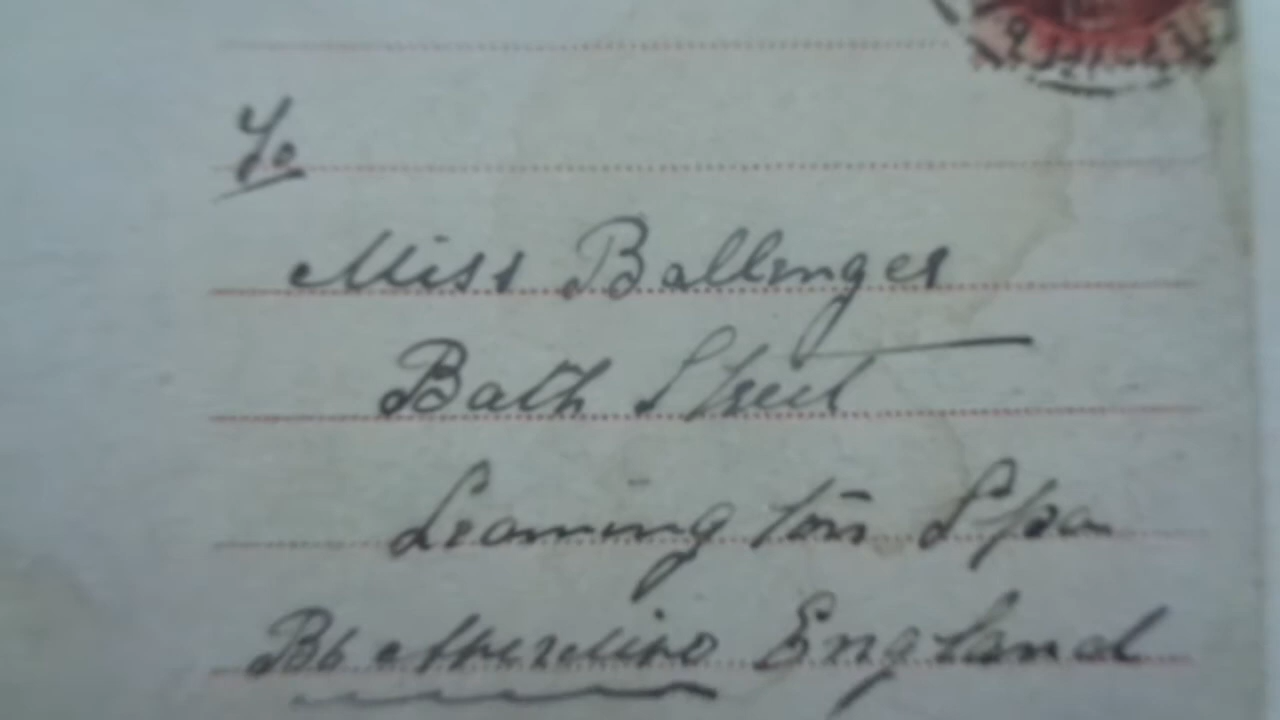 To
Miss Ballenger
Bath Street
Leamington Spa
England